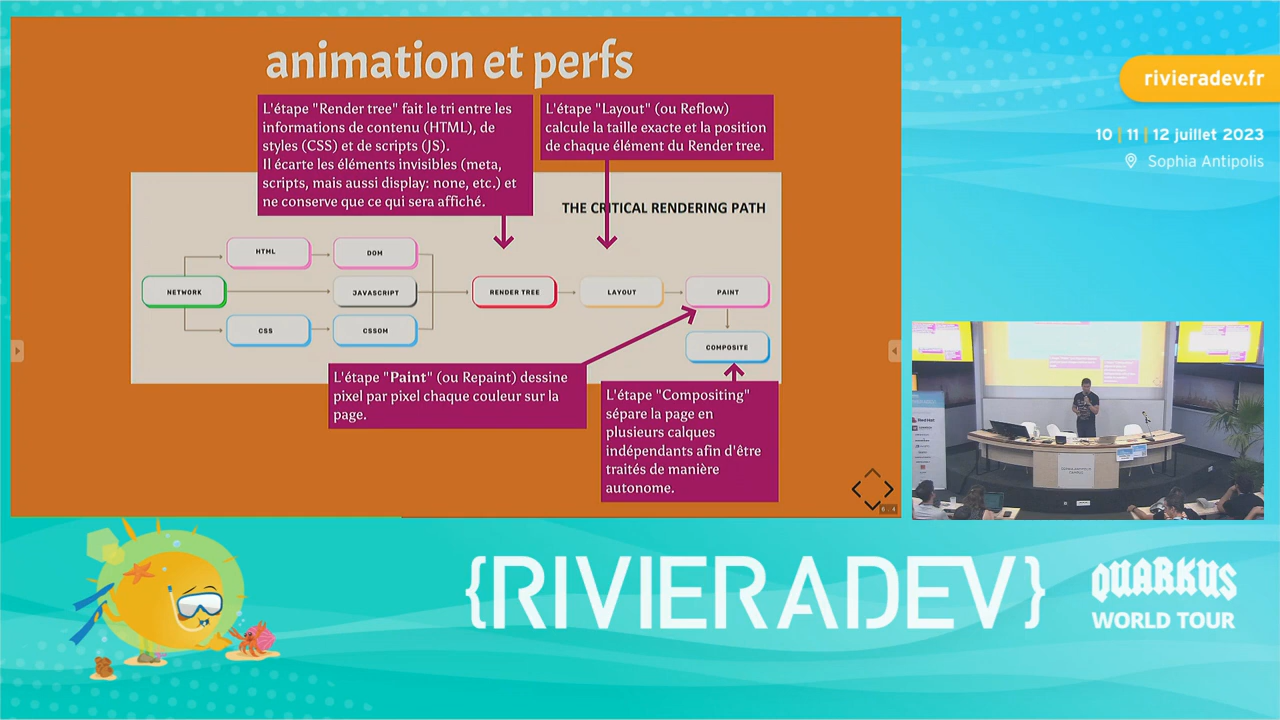 animation et perfs
L'étape "Render tree" fait le tri entre les
informations de contenu (HTML), de
styles (CSS) et de scripts (JS).
Il écarte les éléments invisibles (meta,
scripts, mais aussi display: none, etc.) et
ne conserve que ce qui sera affiché.
L'étape "Layout" (ou Reflow)
calcule la taille exacte et la position
de chaque élément du Render tree.
THE CRITICAL RENDERING PATH
HTML
DOM
NETWORK
JAVASCRIPT
RENDER TREE
LAYOUT
PAINT
CSS
CSSOM
COMPOSITE
L'étape "Paint" (ou Repaint) dessine
pixel par pixel chaque couleur sur la
page.
L'étape "Compositing"
sépare la page en
plusieurs calques
indépendants afin d'être
traités de manière
autonome.
rivieradev.fr
10 | 11 | 12 juillet 2023
Sophia Antipolis
{RIVIERADEV}
QUARKUS
WORLD TOUR